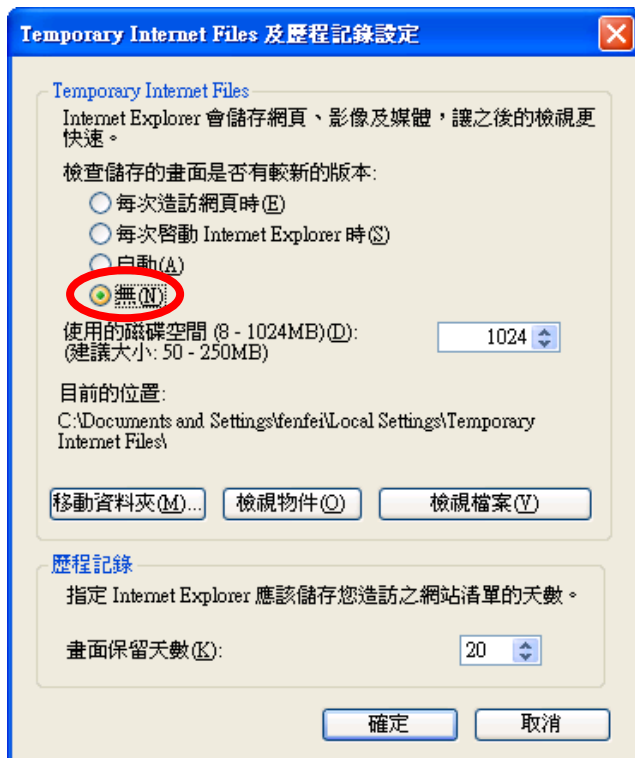 Temporary Internet Files 及歷程記錄設定
Temporary Internet Files
Internet Explorer 會儲存網頁、影像及媒體，讓之後的檢視更
快速。
檢查儲存的畫面是否有較新的版本:
每次造訪網頁時(E)
每次啓動 Internet Explorer 時(S)
自動(A)
無(N)
使用的磁碟空間 (8 - 1024MB)(D): 1024
(建議大小: 50 - 250MB)
目前的位置:
C:\Documents and Settings\fenfei\Local Settings\Temporary
Internet Files\
移動資料夾(M)... 檢視物件(O) 檢視檔案(V)
歷程記錄
指定 Internet Explorer 應該儲存您造訪之網站清單的天數。
畫面保留天數(K): 20
確定 取消